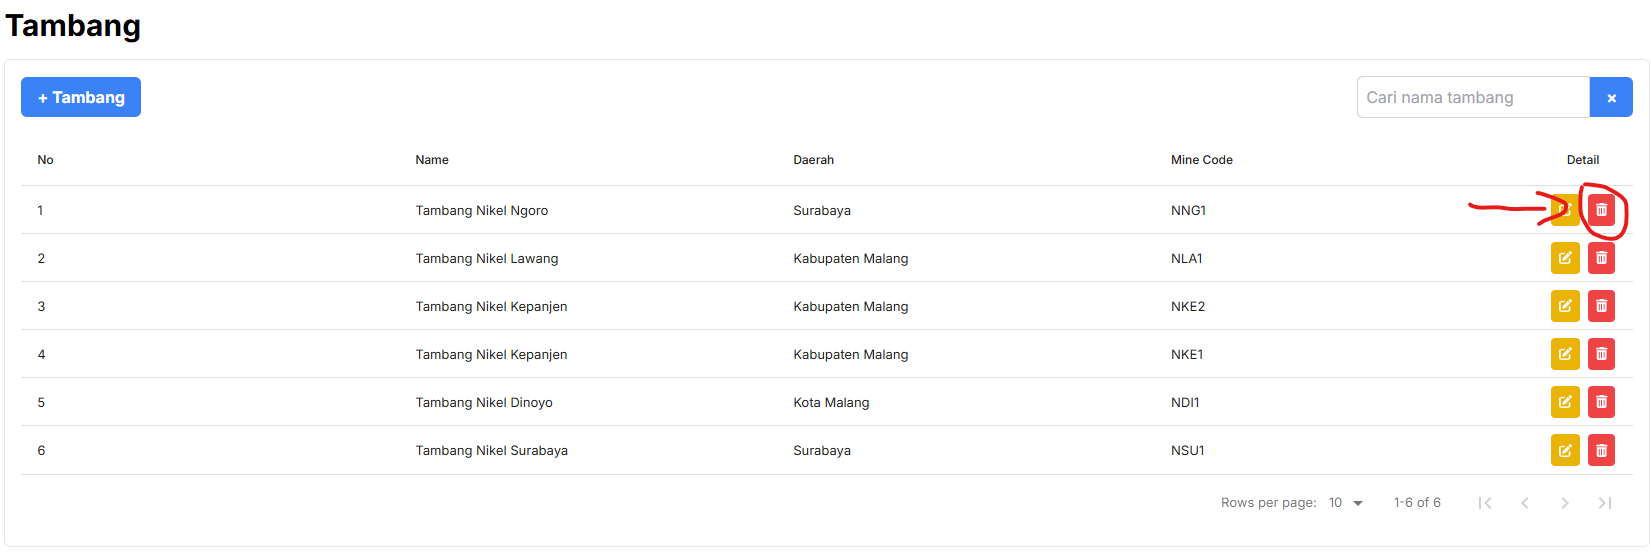 Tambang
+ Tambang
Cari nama tambang ×
No Name Daerah Mine Code Detail
1 Tambang Nikel Ngoro Surabaya NNG1
2 Tambang Nikel Lawang Kabupaten Malang NLA1
3 Tambang Nikel Kepanjen Kabupaten Malang NKE2
4 Tambang Nikel Kepanjen Kabupaten Malang NKE1
5 Tambang Nikel Dinoyo Kota Malang NDI1
6 Tambang Nikel Surabaya Surabaya NSU1
Rows per page: 10 1-6 of 6